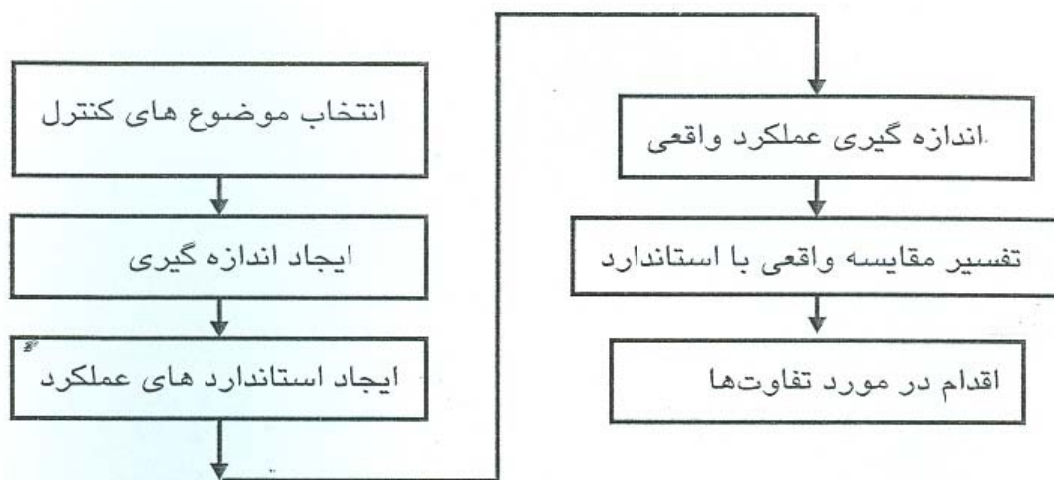 انتخاب موضوع های کنترل
ایجاد اندازه گیری
ایجاد استاندارد های عملکرد
اندازه گیری عملکرد واقعی
تفسیر مقایسه واقعی با استاندارد
اقدام در مورد تفاوت‌ها